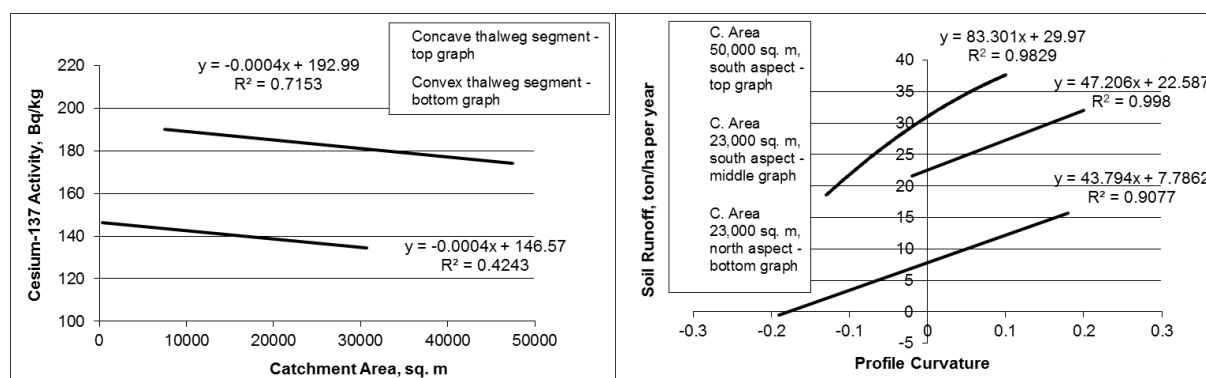 Concave thalweg segment -
top graph
Convex thalweg segment -
bottom graph
y = -0.0004x + 192.99
R² = 0.7153
y = -0.0004x + 146.57
R² = 0.4243
220
200
180
160
140
120
100
0
10000
20000
30000
40000
50000
Cesium-137 Activity, Bq/kg
Catchment Area, sq. m
C. Area
50,000 sq. m,
south aspect -
top graph
C. Area
23,000 sq. m,
south aspect -
middle graph
C. Area
23,000 sq. m,
north aspect -
bottom graph
y = 83.301x + 29.97
R² = 0.9829
y = 47.206x + 22.587
R² = 0.998
y = 43.794x + 7.7862
R² = 0.9077
40
35
30
25
20
15
10
5
0
-5
-0.3
-0.2
-0.1
0
0.1
0.2
0.3
Soil Runoff, ton/ha per year
Profile Curvature